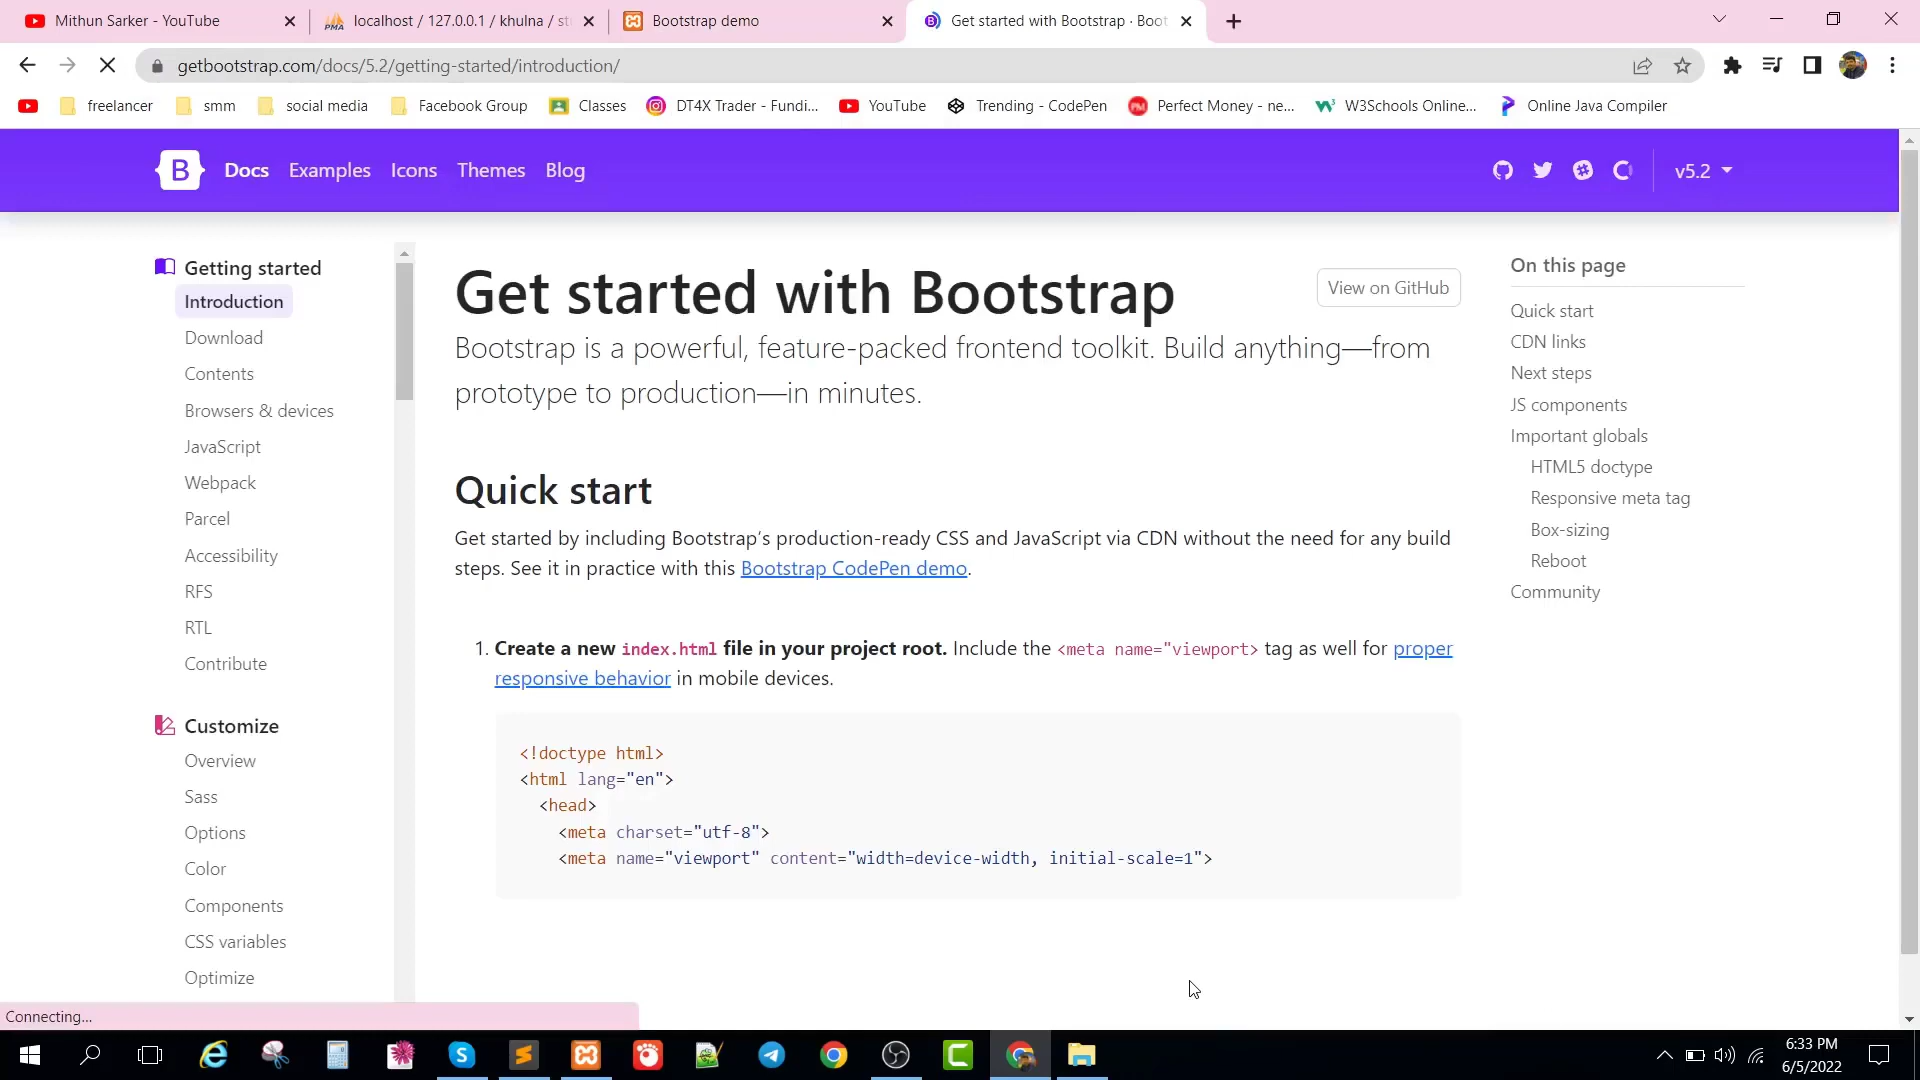 Mithun Sarker - YouTube
localhost / 127.0.0.1 / khulna / st
Bootstrap demo
Get started with Bootstrap · Boot
getbootstrap.com/docs/5.2/getting-started/introduction/
freelancer
smm
social media
Facebook Group
Classes
DT4X Trader - Fundi...
YouTube
Trending - CodePen
Perfect Money - ne...
W3Schools Online...
Online Java Compiler
B
Docs
Examples
Icons
Themes
Blog
v5.2
Getting started
Introduction
Download
Contents
Browsers & devices
JavaScript
Webpack
Parcel
Accessibility
RFS
RTL
Contribute
Customize
Overview
Sass
Options
Color
Components
CSS variables
Optimize
Get started with Bootstrap
View on GitHub
Bootstrap is a powerful, feature-packed frontend toolkit. Build anything—from
prototype to production—in minutes.
Quick start
Get started by including Bootstrap's production-ready CSS and JavaScript via CDN without the need for any build
steps. See it in practice with this Bootstrap CodePen demo.
1. Create a new index.html file in your project root. Include the <meta name="viewport> tag as well for proper
responsive behavior in mobile devices.
<!doctype html>
<html lang="en">
<head>
<meta charset="utf-8">
<meta name="viewport" content="width=device-width, initial-scale=1">
On this page
Quick start
CDN links
Next steps
JS components
Important globals
HTML5 doctype
Responsive meta tag
Box-sizing
Reboot
Community
Connecting...
6:33 PM
6/5/2022